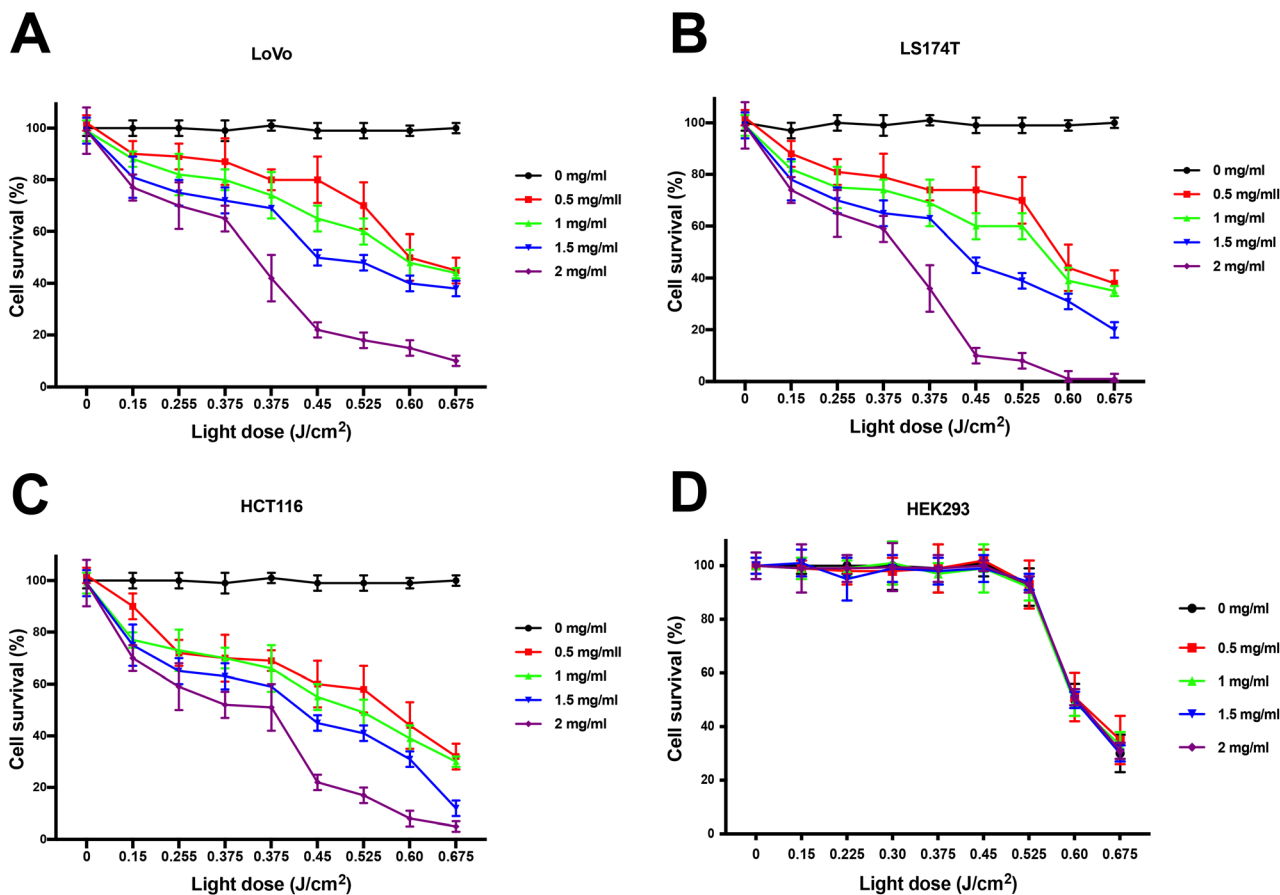 A
LoVo
Cell survival (%)
100
80
60
40
20
0
0 0.15 0.255 0.375 0.375 0.45 0.525 0.60 0.675
Light dose (J/cm²)
0 mg/ml
0.5 mg/mll
1 mg/ml
1.5 mg/ml
2 mg/ml
B
LS174T
Cell survival (%)
100
80
60
40
20
0
0 0.15 0.255 0.375 0.375 0.45 0.525 0.60 0.675
Light dose (J/cm²)
0 mg/ml
0.5 mg/mll
1 mg/ml
1.5 mg/ml
2 mg/ml
C
HCT116
Cell survival (%)
100
80
60
40
20
0
0 0.15 0.255 0.375 0.375 0.45 0.525 0.60 0.675
Light dose (J/cm²)
0 mg/ml
0.5 mg/mll
1 mg/ml
1.5 mg/ml
2 mg/ml
D
HEK293
Cell survival (%)
100
80
60
40
20
0
0 0.15 0.225 0.30 0.375 0.45 0.525 0.60 0.675
Light dose (J/cm²)
0 mg/ml
0.5 mg/ml
1 mg/ml
1.5 mg/ml
2 mg/ml